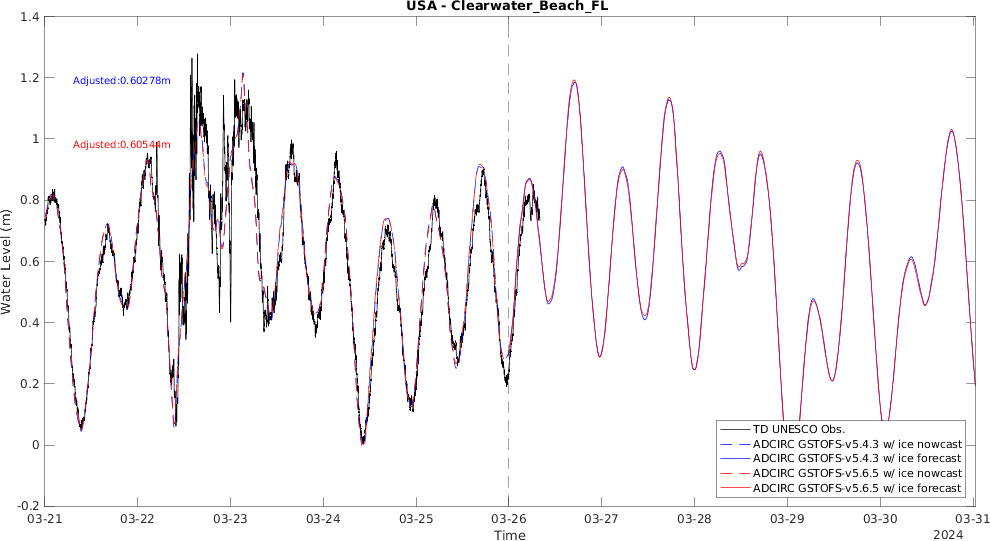 USA - Clearwater_Beach_FL
1.4
1.2
1
0.8
0.6
0.4
0.2
0
-0.2
Water Level (m)
Adjusted:0.60278m
Adjusted:0.60544m
TD UNESCO Obs.
ADCIRC GSTOFS-v5.4.3 w/ ice nowcast
ADCIRC GSTOFS-v5.4.3 w/ ice forecast
ADCIRC GSTOFS-v5.6.5 w/ ice nowcast
ADCIRC GSTOFS-v5.6.5 w/ ice forecast
03-21 03-22 03-23 03-24 03-25 03-26 03-27 03-28 03-29 03-30 03-31
Time
2024